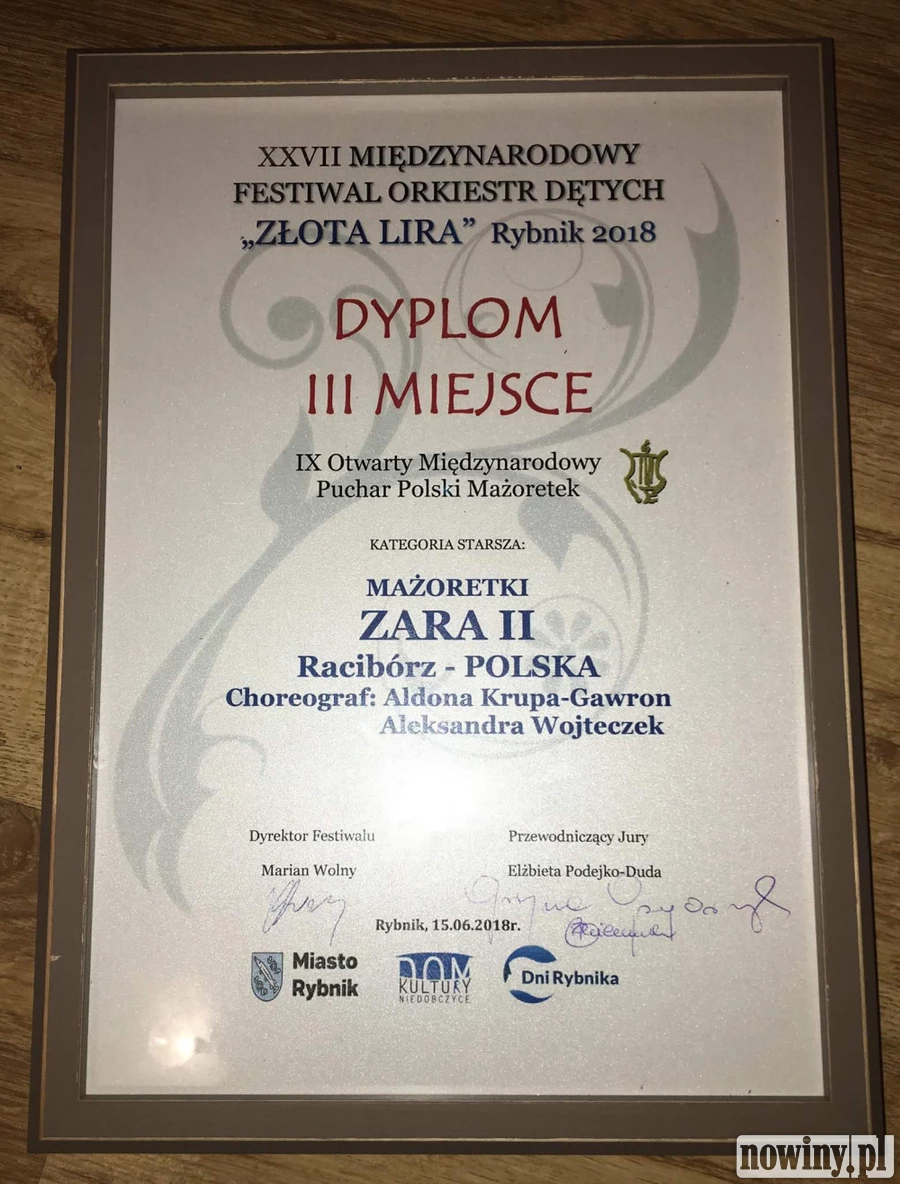 XXVII MIĘDZYNARODOWY
FESTIWAL ORKIESTR DĘTYCH
„ZŁOTA LIRA” Rybnik 2018
DYPLOM
III MIEJSCE
IX Otwarty Międzynarodowy
Puchar Polski Mażoretek
KATEGORIA STARSZA:
MAŻORETKI
ZARA II
Racibórz - POLSKA
Choreograf: Aldona Krupa-Gawron
Aleksandra Wojteczek
Dyrektor Festiwalu
Przewodniczący Jury
Marian Wolny
Elżbieta Podejko-Duda
Rybnik, 15.06.2018r.
Miasto
Rybnik
DOM
KULTURY
NIEDOBCZYCE
Dni Rybnika
nowiny.pl